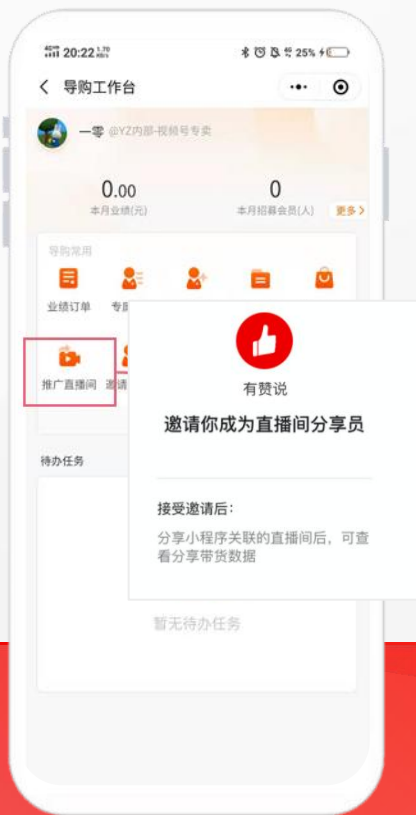 20:22
25%
导购工作台
一零 @YZ内部-视频号专卖
0.00
0
本月业绩(元)
本月招募会员(人)
更多
导购常用
业绩订单
推广直播间
邀请
有赞说
邀请你成为直播间分享员
待办任务
接受邀请后：
分享小程序关联的直播间后，可查
看分享带货数据
暂无待办任务